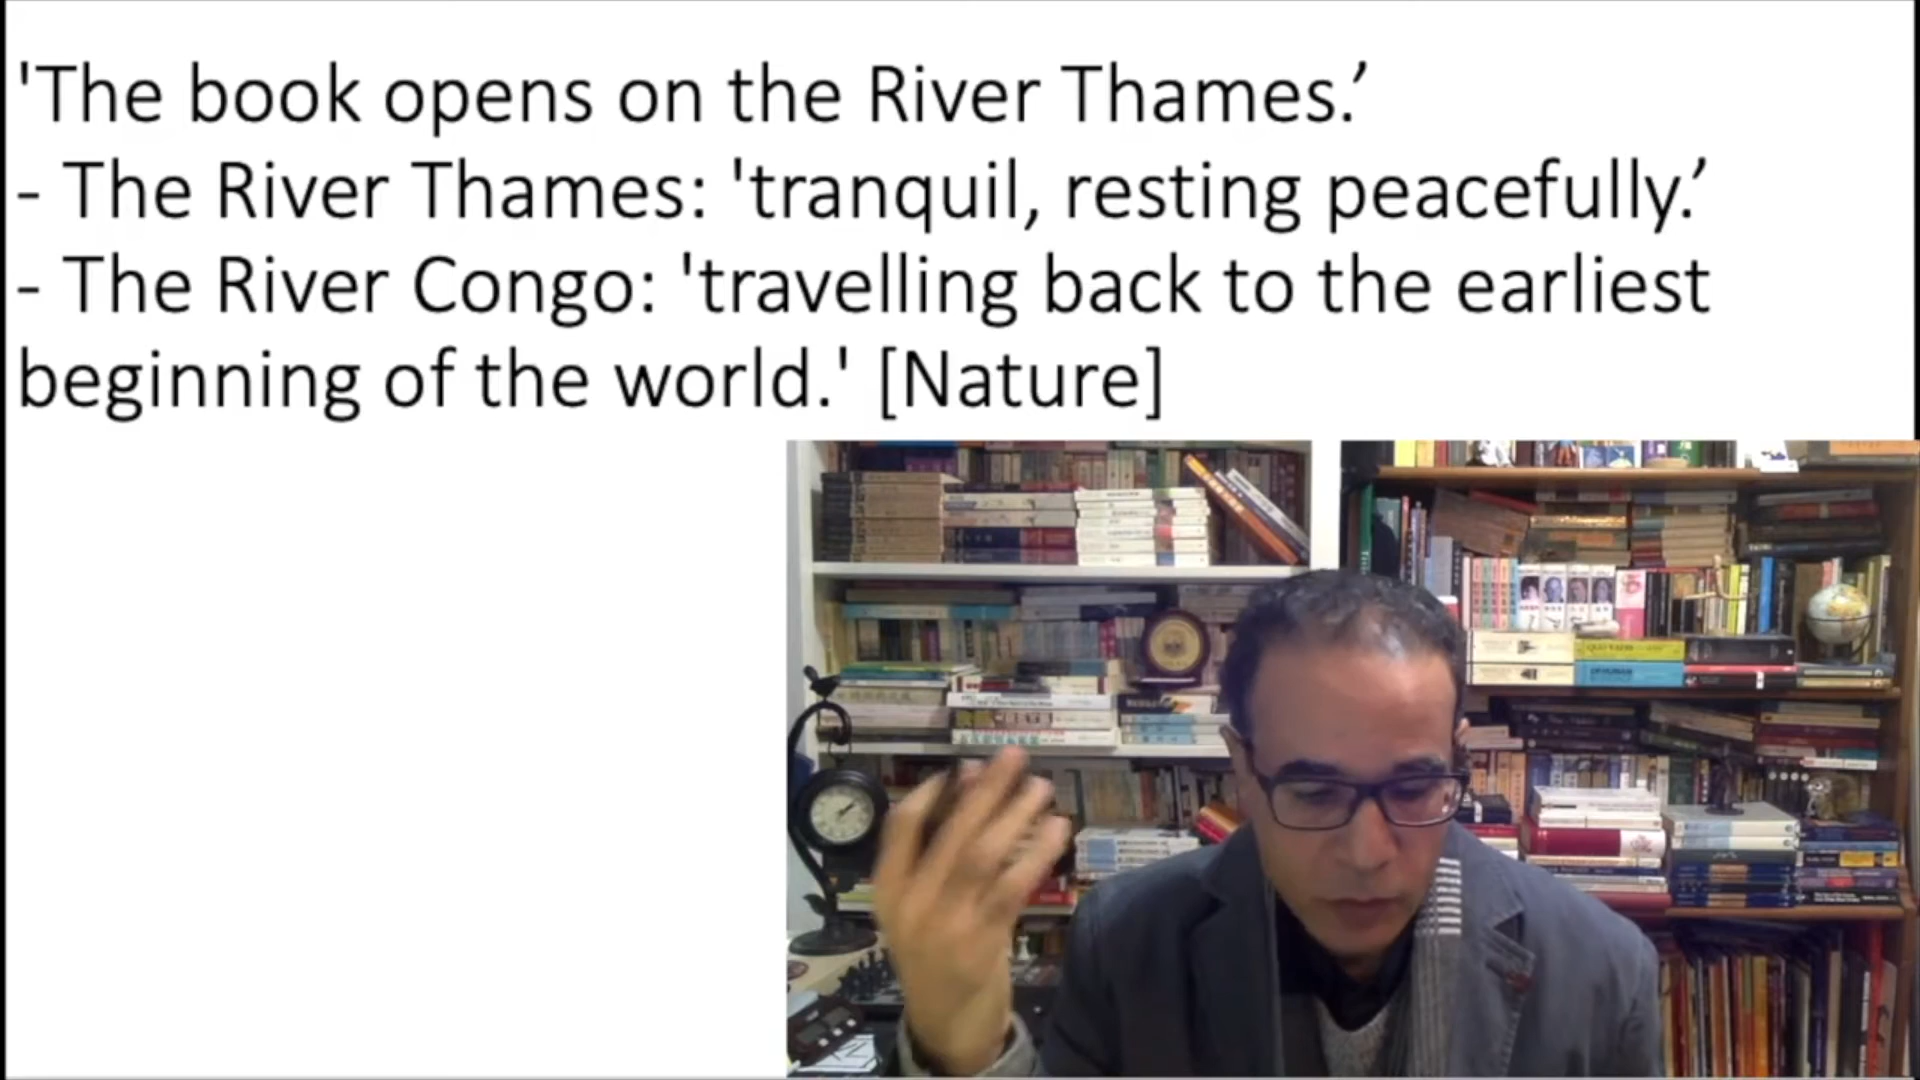 'The book opens on the River Thames.’
- The River Thames: 'tranquil, resting peacefully.’
- The River Congo: 'travelling back to the earliest
beginning of the world.' [Nature]